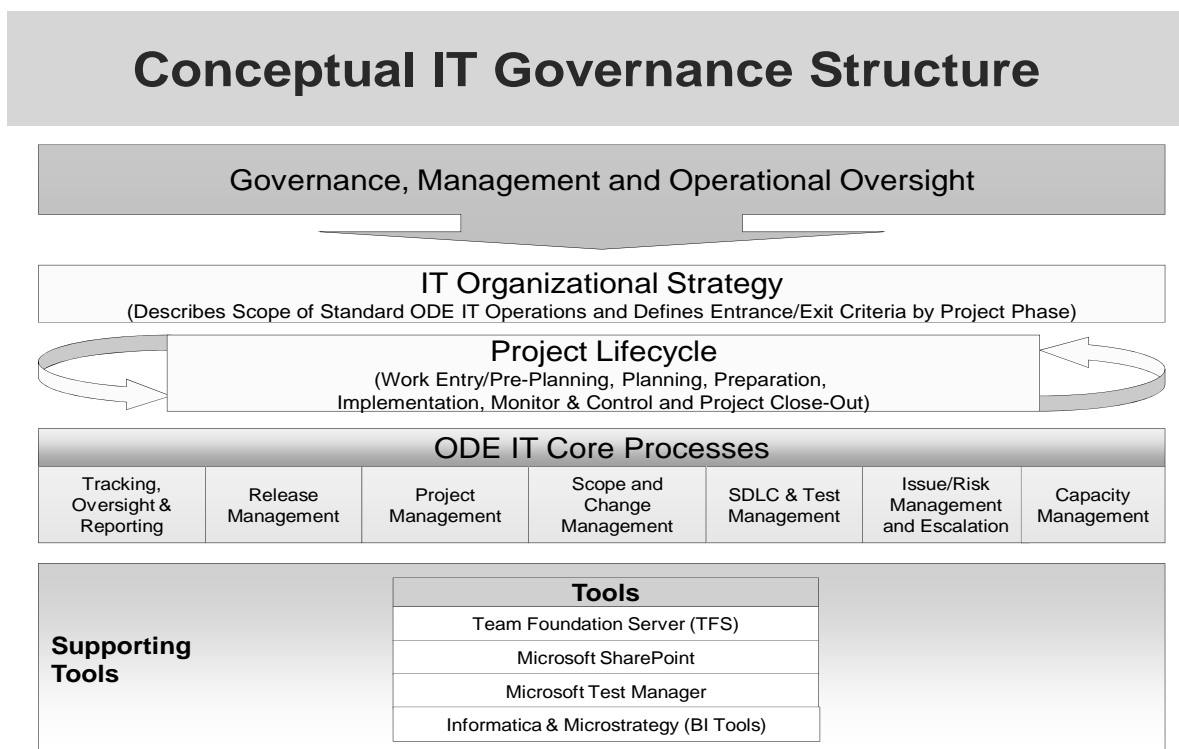 Conceptual IT Governance Structure
Governance, Management and Operational Oversight
IT Organizational Strategy
(Describes Scope of Standard ODE IT Operations and Defines Entrance/Exit Criteria by Project Phase)
Project Lifecycle
(Work Entry/Pre-Planning, Planning, Preparation,
Implementation, Monitor & Control and Project Close-Out)
ODE IT Core Processes
Tracking,
Oversight &
Reporting
Release
Management
Project
Management
Scope and
Change
Management
SDLC & Test
Management
Issue/Risk
Management
and Escalation
Capacity
Management
Supporting
Tools
Tools
Team Foundation Server (TFS)
Microsoft SharePoint
Microsoft Test Manager
Informatica & Microstrategy (BI Tools)